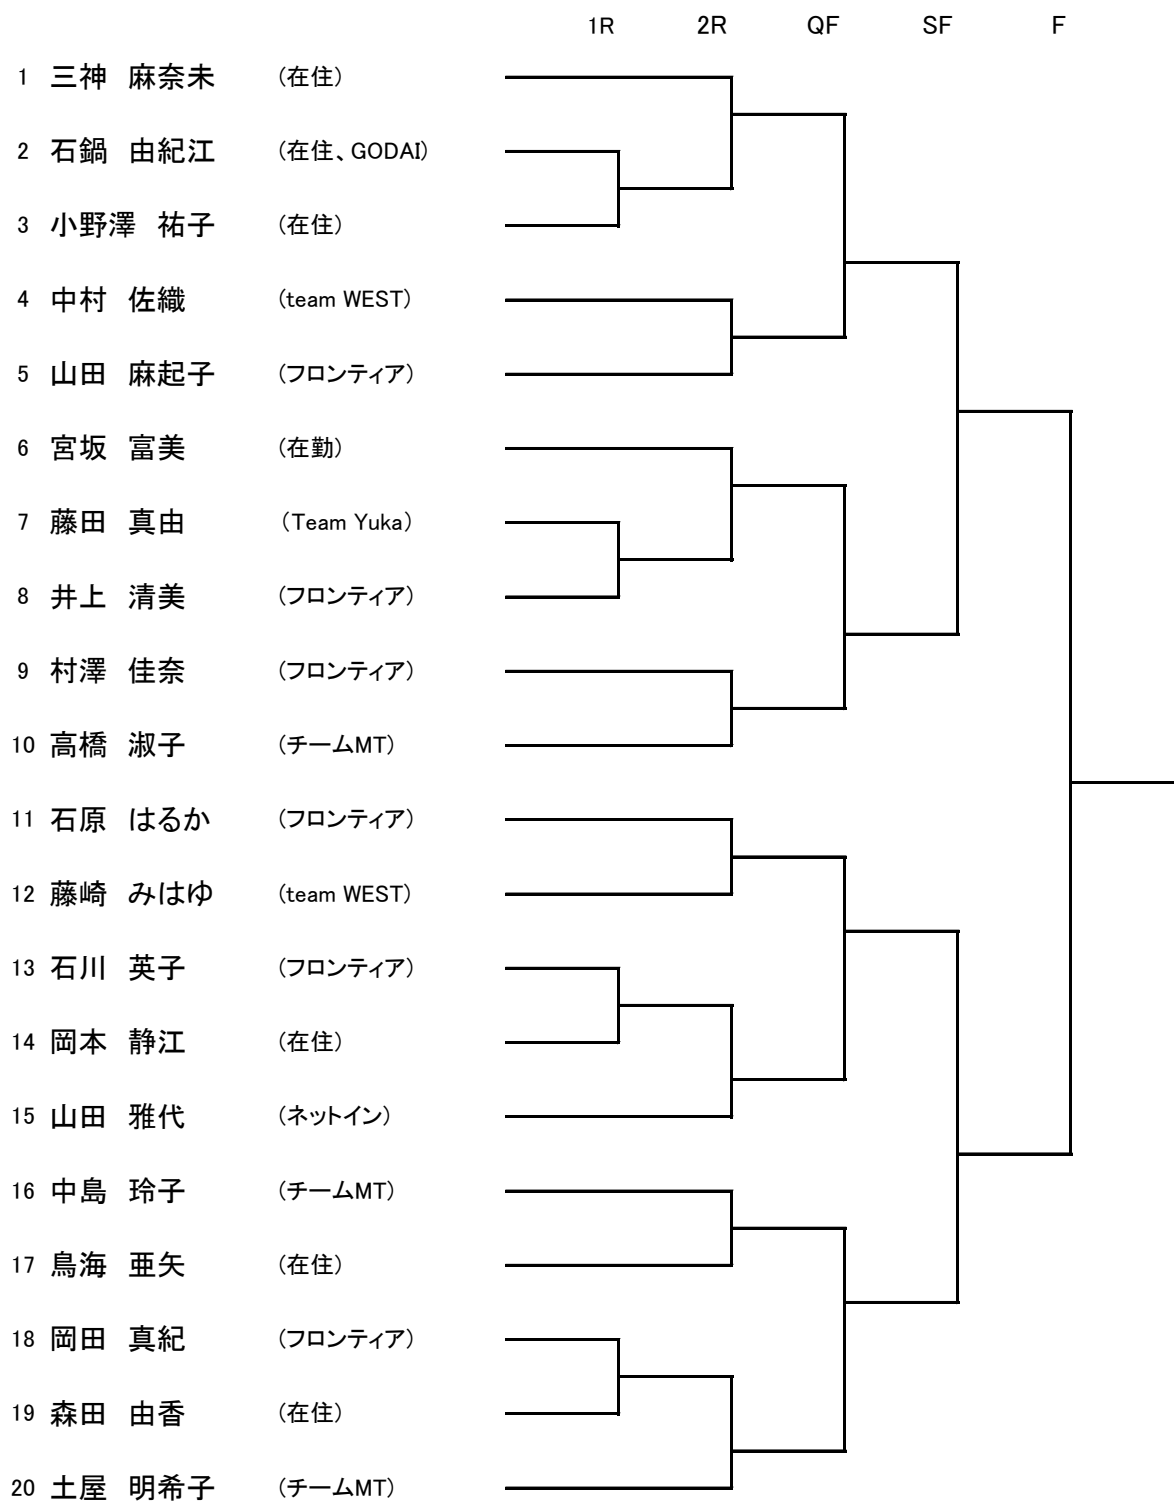 1R 2R QF SF F
1 三神 麻奈未 (在住)
2 石鍋 由紀江 (在住、GODAI)
3 小野澤 祐子 (在住)
4 中村 佐織 (team WEST)
5 山田 麻起子 (フロンティア)
6 宮坂 富美 (在勤)
7 藤田 真由 (Team Yuka)
8 井上 清美 (フロンティア)
9 村澤 佳奈 (フロンティア)
10 高橋 淑子 (チームMT)
11 石原 はるか (フロンティア)
12 藤崎 みはゆ (team WEST)
13 石川 英子 (フロンティア)
14 岡本 静江 (在住)
15 山田 雅代 (ネットイン)
16 中島 玲子 (チームMT)
17 鳥海 亜矢 (在住)
18 岡田 真紀 (フロンティア)
19 森田 由香 (在住)
20 土屋 明希子 (チームMT)